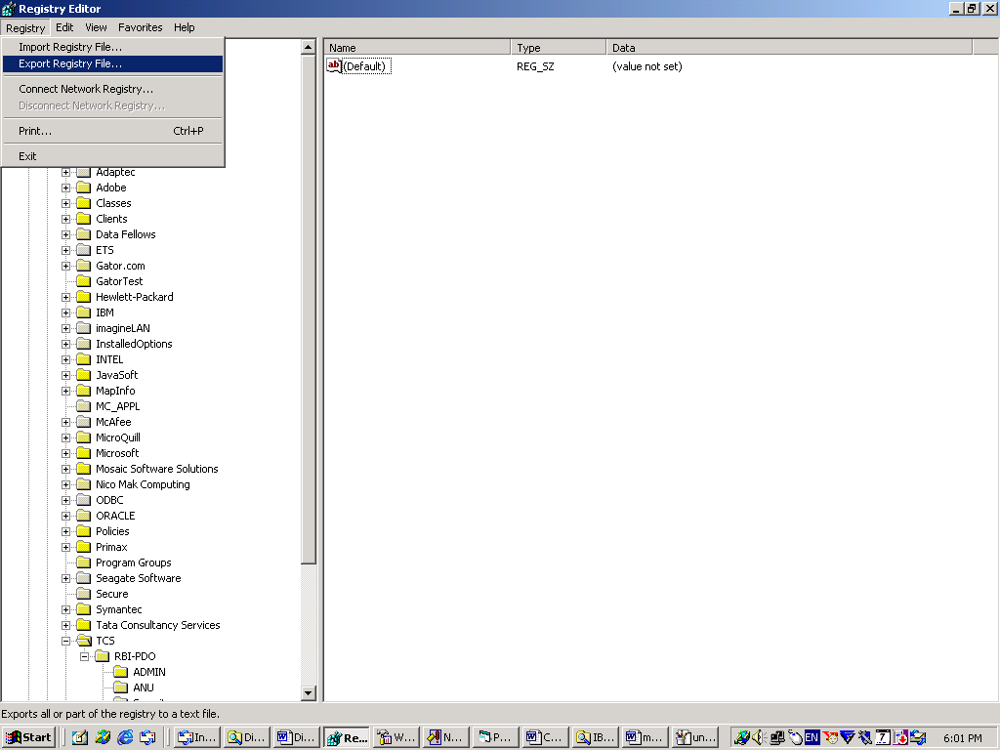 Registry Editor
Registry Edit View Favorites Help
Import Registry File...
Export Registry File...
Connect Network Registry...
Disconnect Network Registry...
Print... Ctrl+P
Exit
Name Type Data
ab (Default) REG_SZ (value not set)
Adaptec
Adobe
Classes
Clients
Data Fellows
ETS
Gator.com
GatorTest
Hewlett-Packard
IBM
imagineLAN
InstalledOptions
INTEL
JavaSoft
MapInfo
MC_APPL
McAfee
MicroQuill
Microsoft
Mosaic Software Solutions
Nico Mak Computing
ODBC
ORACLE
Policies
Primax
Program Groups
Seagate Software
Secure
Symantec
Tata Consultancy Services
TCS
RBI-PDO
ADMIN
ANU
Exports all or part of the registry to a text file.
Start In... Di... Di... Re... W... N... P... C... IB... m... un... EN 7 6:01 PM